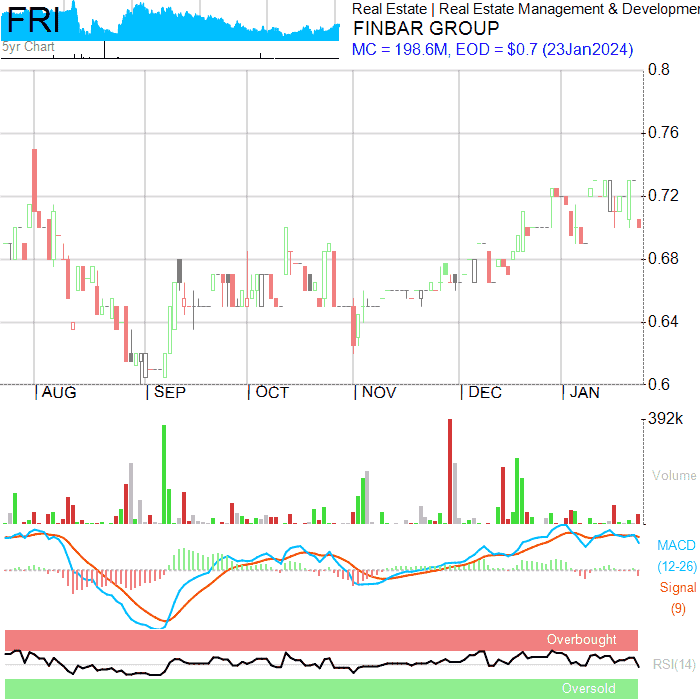 FRI
Real Estate | Real Estate Management & Developmen
FINBAR GROUP
5yr Chart
MC = 198.6M, EOD = $0.7 (23Jan2024)
0.8
0.76
0.72
0.68
0.64
0.6
AUG SEP OCT NOV DEC JAN
392k
Volume
MACD
(12-26)
Signal
(9)
Overbought
RSI(14)
Oversold